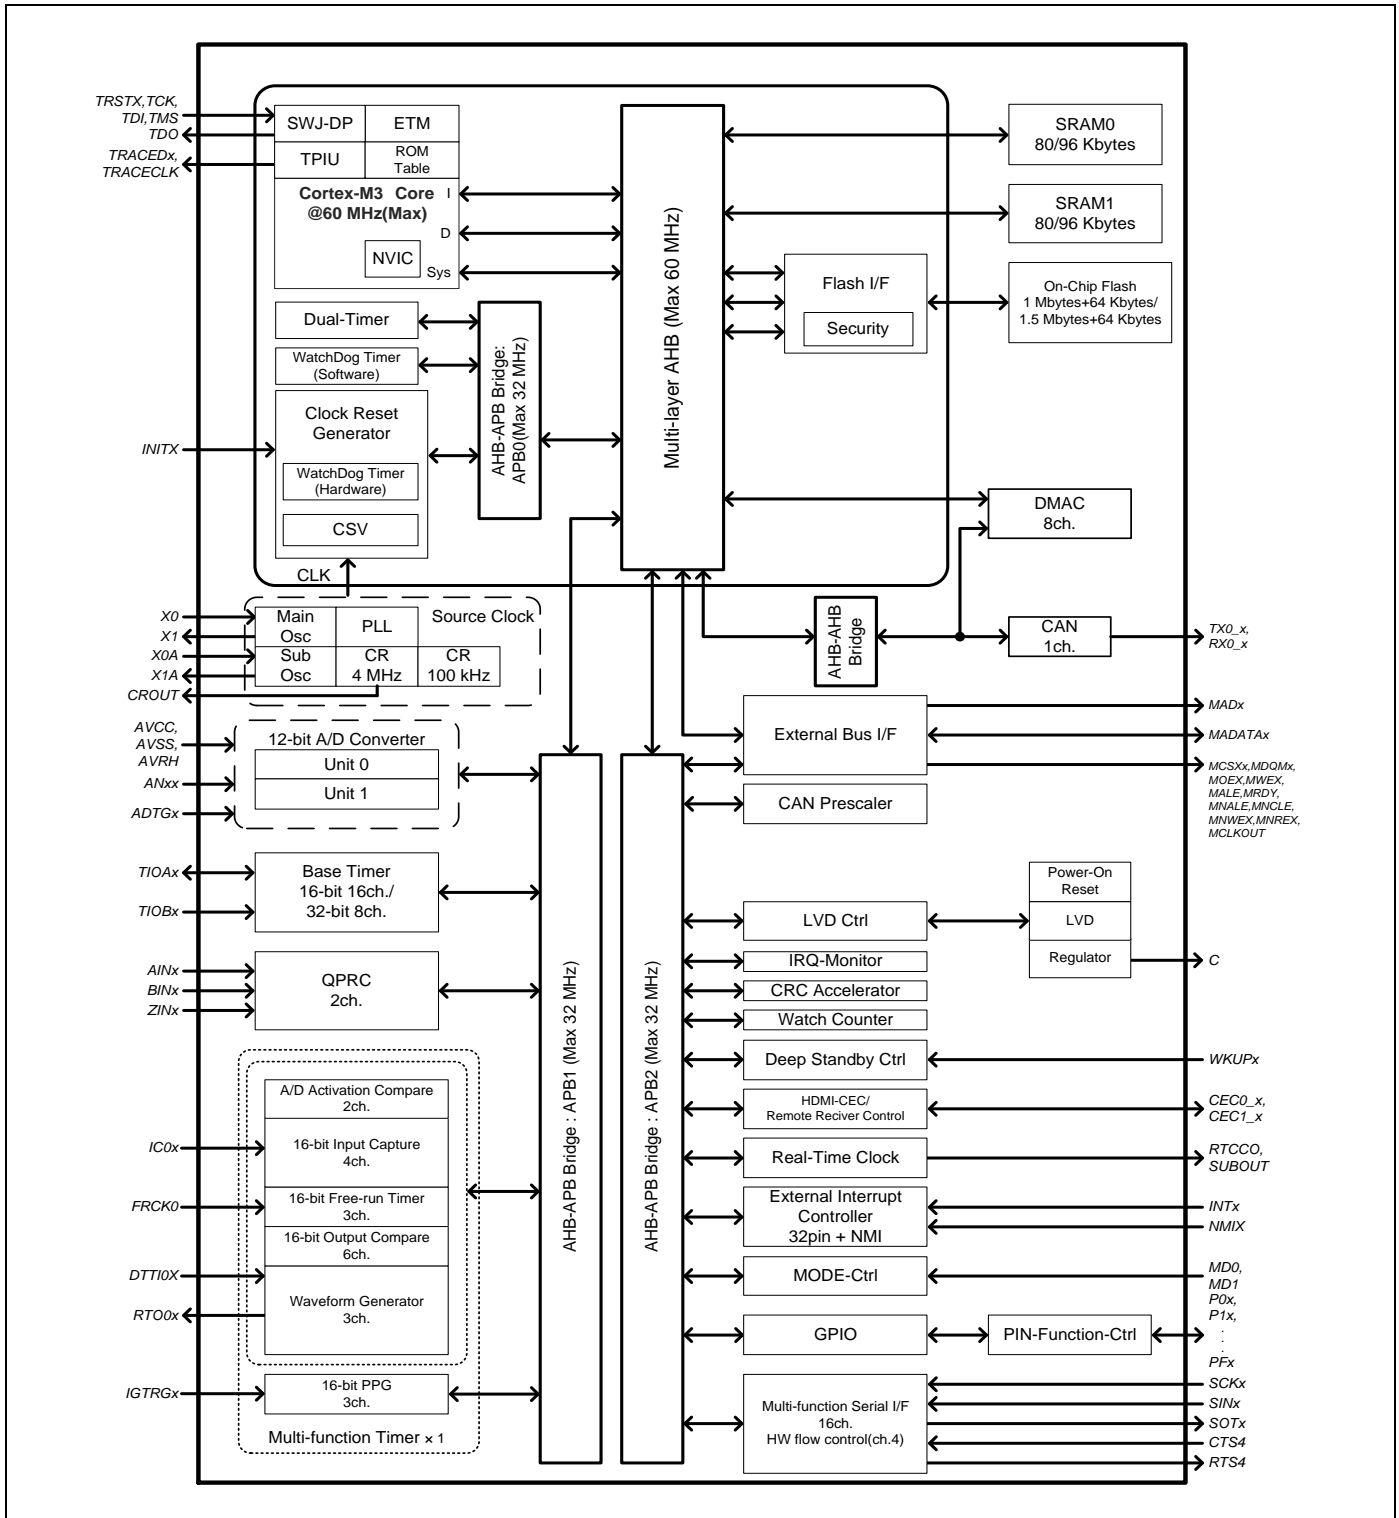 TRSTX,TCK,
TDI,TMS
TDO
TRACEDx,
TRACECLK
SWJ-DP
ETM
TPIU
ROM
Table
Cortex-M3 Core
@60 MHz(Max)
I
D
Sys
NVIC
Multi-layer AHB (Max 60 MHz)
SRAM0
80/96 Kbytes
SRAM1
80/96 Kbytes
Flash I/F
Security
On-Chip Flash
1 Mbytes+64 Kbytes/
1.5 Mbytes+64 Kbytes
Dual-Timer
WatchDog Timer
(Software)
AHB-APB Bridge:
APB0(Max 32 MHz)
INITX
Clock Reset
Generator
WatchDog Timer
(Hardware)
CSV
CLK
DMAC
8ch.
X0
X1
X0A
X1A
CROUT
Main
Osc
PLL
Source Clock
Sub
Osc
CR
4 MHz
CR
100 kHz
AHB-AHB
Bridge
CAN
1ch.
TX0_x,
RX0_x
AVCC,
AVSS,
AVRH
ANxx
ADTGx
12-bit A/D Converter
Unit 0
Unit 1
External Bus I/F
MADx
MADATAx
MCSXx,MDQMx,
MOEX,MWEX,
MALE,MRDY,
MNALE,MNCLE,
MNWEX,MNREX,
MCLKOUT
CAN Prescaler
TIOAx
TIOBx
Base Timer
16-bit 16ch./
32-bit 8ch.
AINx
BINx
ZINx
QPRC
2ch.
AHB-APB Bridge : APB1 (Max 32 MHz)
AHB-APB Bridge : APB2 (Max 32 MHz)
LVD Ctrl
Power-On
Reset
LVD
Regulator
C
IRQ-Monitor
CRC Accelerator
Watch Counter
Deep Standby Ctrl
WKUPx
HDMI-CEC/
Remote Reciver Control
CEC0_x,
CEC1_x
Real-Time Clock
RTCCO,
SUBOUT
External Interrupt
Controller
32pin + NMI
INTx
NMIX
MODE-Ctrl
MD0,
MD1
GPIO
PIN-Function-Ctrl
P0x,
P1x,
.
.
.
PFx
Multi-function Serial I/F
16ch.
HW flow control(ch.4)
SCKx
SINx
SOTx
CTS4
RTS4
IC0x
FRCK0
DTTI0X
RTO0x
IGTRGx
A/D Activation Compare
2ch.
16-bit Input Capture
4ch.
16-bit Free-run Timer
3ch.
16-bit Output Compare
6ch.
Waveform Generator
3ch.
16-bit PPG
3ch.
Multi-function Timer × 1